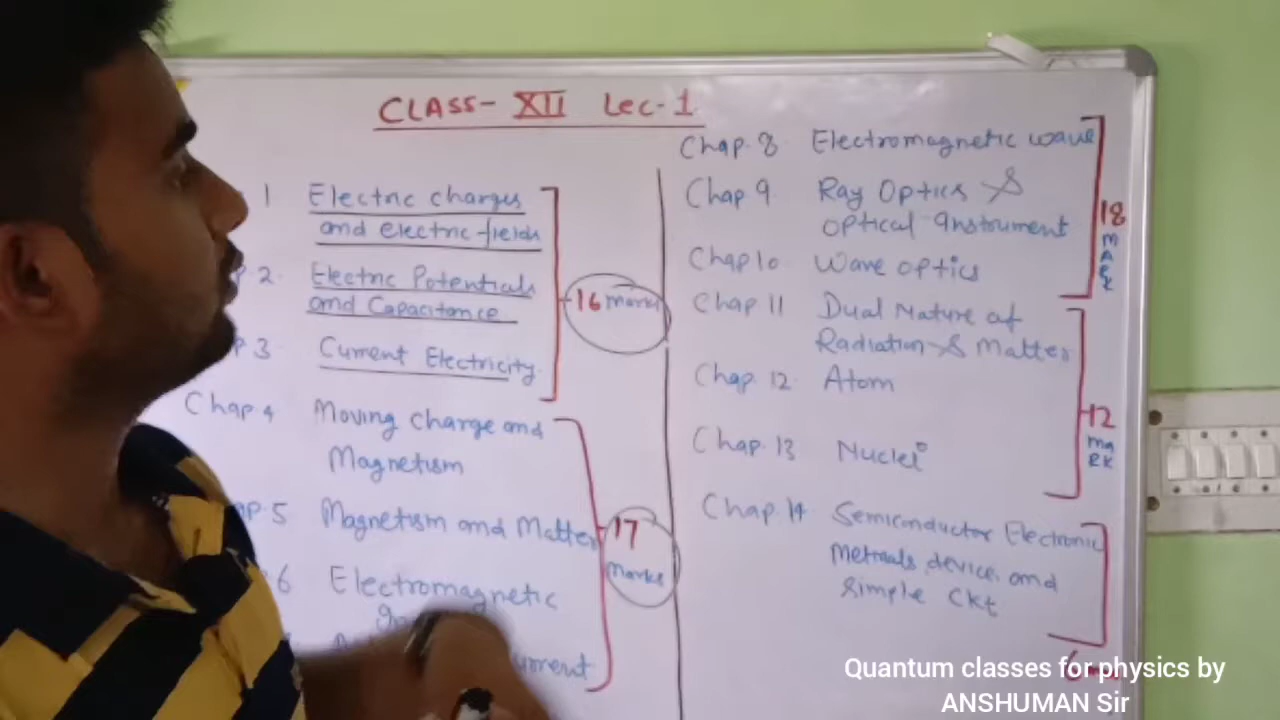 CLASS- XII Lec-1
1 Electric charges
and electric-fields
2. Electric Potentials
and Capacitance
3 Current Electricity
16 marks
Chap 4 Moving charge and
Magnetism
5 Magnetism and Matter
6 Electromagnetic
17
marks
Chap. 8 Electromagnetic wave
Chap 9 Ray Optics &
Optical Instrument
Chap 10 Wave optics
18
MARK
Chap 11 Dual Nature of
Radiation & Matter
Chap. 12 Atom
Chap. 13 Nuclei
12
MARK
Chap. 14 Semiconductor Electronic
Metrials, device, and
Simple Ckt
Quantum classes for physics by
ANSHUMAN Sir